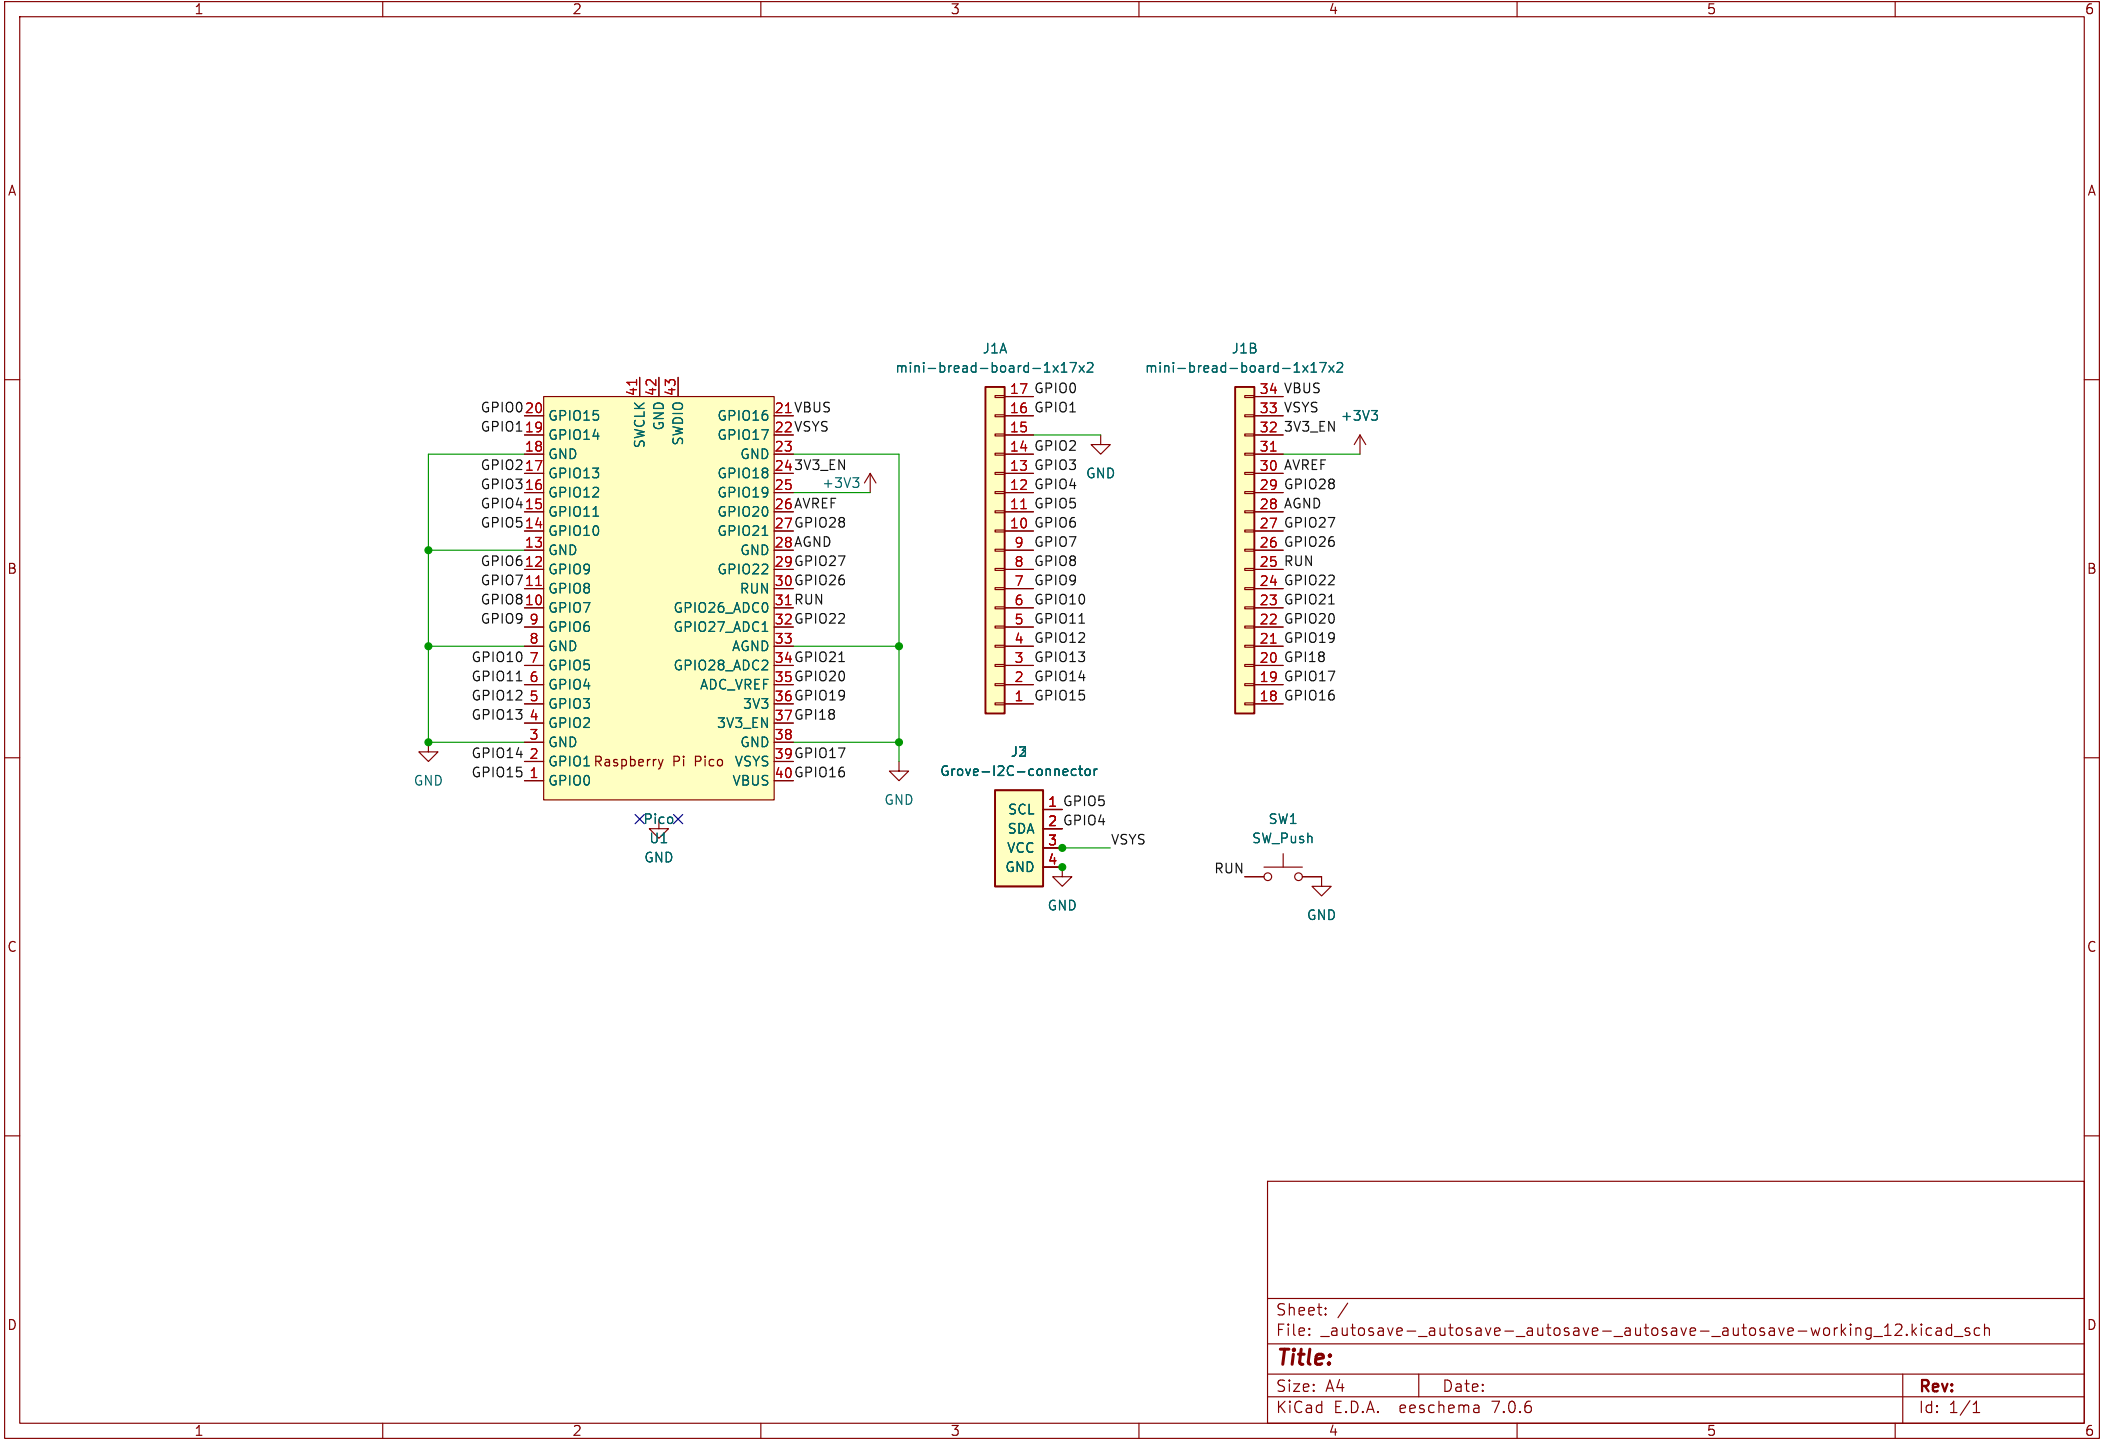 1 2 3 4 5 6
A A
B B
C C
D D
J1A
mini-bread-board-1x17x2
17 GPIO0
16 GPIO1
15
GND
14 GPIO2
13 GPIO3
12 GPIO4
11 GPIO5
10 GPIO6
9 GPIO7
8 GPIO8
7 GPIO9
6 GPIO10
5 GPIO11
4 GPIO12
3 GPIO13
2 GPIO14
1 GPIO15
J1B
mini-bread-board-1x17x2
34 VBUS
33 VSYS
+3V3
32 3V3_EN
31
30 AVREF
29 GPIO28
28 AGND
27 GPIO27
26 GPIO26
25 RUN
24 GPIO22
23 GPIO21
22 GPIO20
21 GPIO19
20 GPI18
19 GPIO17
18 GPIO16
41 42 43
SWCLK GND SWDIO
GPIO0 20 GPIO15 GPIO16 21 VBUS
GPIO1 19 GPIO14 GPIO17 22 VSYS
18 GND GND 23
GPIO2 17 GPIO13 GPIO18 24 3V3_EN
GPIO3 16 GPIO12 GPIO19 25 +3V3
GPIO4 15 GPIO11 GPIO20 26 AVREF
GPIO5 14 GPIO10 GPIO21 27 GPIO28
13 GND GND 28 AGND
GPIO6 12 GPIO9 GPIO22 29 GPIO27
GPIO7 11 GPIO8 RUN 30 GPIO26
GPIO8 10 GPIO7 GPIO26_ADC0 31 RUN
GPIO9 9 GPIO6 GPIO27_ADC1 32 GPIO22
8 GND AGND 33
GPIO10 7 GPIO5 GPIO28_ADC2 34 GPIO21
GPIO11 6 GPIO4 ADC_VREF 35 GPIO20
GPIO12 5 GPIO3 3V3 36 GPIO19
GPIO13 4 GPIO2 3V3_EN 37 GPI18
3 GND GND 38
GPIO14 2 GPIO1 Raspberry Pi Pico VSYS 39 GPIO17
GPIO15 1 GPIO0 VBUS 40 GPIO16
GND GND
Pico
U1
GND
Grove-I2C-connector
SCL 1 GPIO5
SDA 2 GPIO4
VCC 3 VSYS
GND 4
GND
SW1
SW_Push
RUN
GND
Sheet: /
File: _autosave-_autosave-_autosave-_autosave-_autosave-working_12.kicad_sch
Title:
Size: A4 Date: Rev:
KiCad E.D.A. eeschema 7.0.6 Id: 1/1
1 2 3 4 5 6